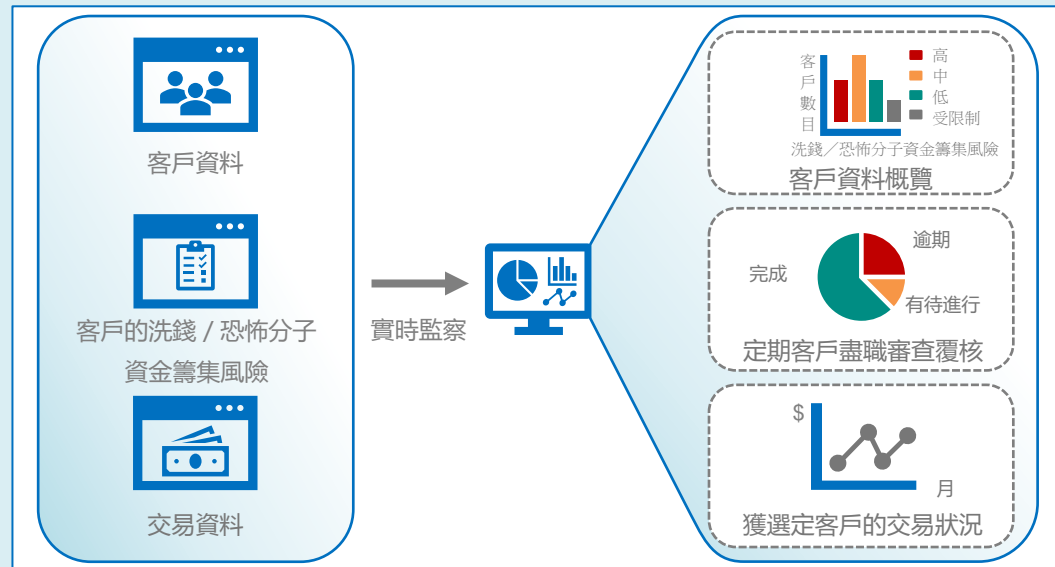 客戶資料
客戶的洗錢 / 恐怖分子
資金籌集風險
交易資料
實時監察
客戶數目
高
中
低
受限制
洗錢／恐怖分子資金籌集風險
客戶資料概覽
逾期
完成
有待進行
定期客戶盡職審查覆核
$
月
獲選定客戶的交易狀況